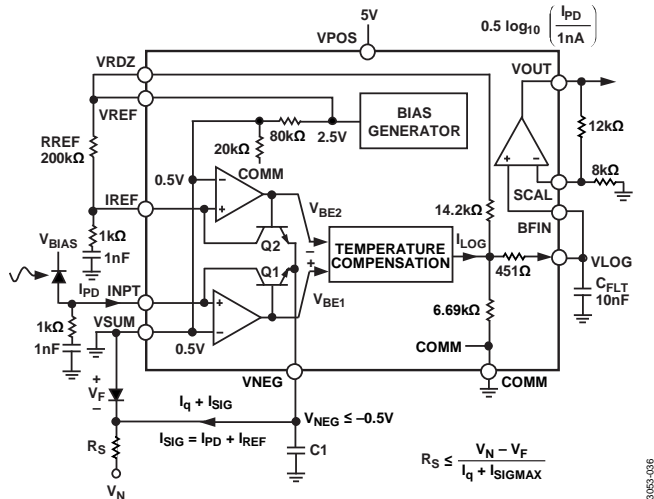 5V
0.5 log10 (IPD / 1nA)
VPOS
VRDZ
VOUT
VREF
BIAS
GENERATOR
80kΩ
2.5V
RREF
200kΩ
20kΩ
COMM
12kΩ
0.5V
8kΩ
SCAL
IREF
VBE2
14.2kΩ
BFIN
VBIAS
1kΩ
1nF
Q2
TEMPERATURE
COMPENSATION
ILOG
451Ω
VLOG
Q1
IPD
INPT
VBE1
CFLT
10nF
6.69kΩ
1kΩ
1nF
VSUM
0.5V
COMM
VNEG
COMM
+
VF
–
Iq + ISIG
VNEG ≤ –0.5V
ISIG = IPD + IREF
C1
RS
VN
RS ≤ (VN – VF) / (Iq + ISIGMAX)
3053-036